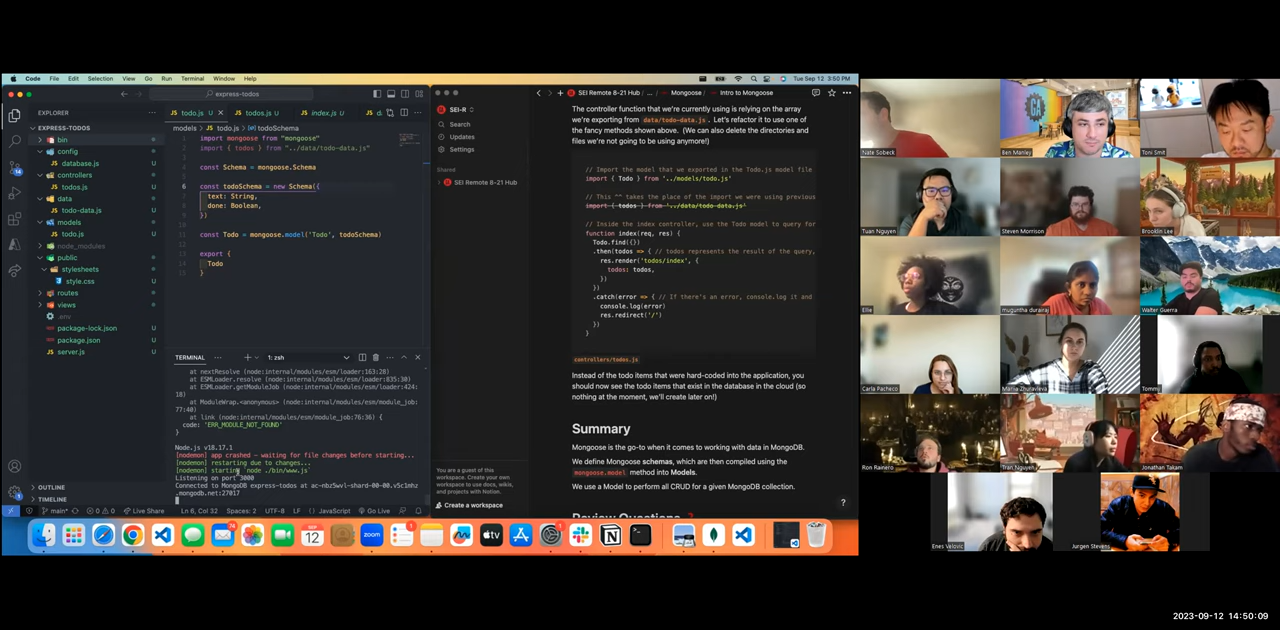 Code File Edit Selection View Go Run Terminal Window Help
Tue Sep 12 3:50 PM
express-todos
EXPLORER
EXPRESS-TODOS
bin
config
database.js U
controllers
todos.js U
data
todo-data.js U
models
todo.js U
node_modules
public
stylesheets
style.css U
routes
views
.env
package-lock.json U
package.json U
server.js U
OUTLINE
TIMELINE
todo.js U
todos.js U
index.js U
models > todo.js > todoSchema
import mongoose from "mongoose"
import { todos } from "../data/todo-data.js"
const Schema = mongoose.Schema
6 const todoSchema = new Schema({
text: String,
done: Boolean,
})
const Todo = mongoose.model('Todo', todoSchema)
export {
Todo
}
TERMINAL
1: zsh
at nextResolve (node:internal/modules/esm/loader:163:28)
at ESMLoader.resolve (node:internal/modules/esm/loader:835:30)
at ESMLoader.getModuleJob (node:internal/modules/esm/loader:424:
18)
at ModuleWrap.<anonymous> (node:internal/modules/esm/module_job:
77:40)
at link (node:internal/modules/esm/module_job:76:36) {
code: 'ERR_MODULE_NOT_FOUND'
}
Node.js v18.17.1
[nodemon] app crashed - waiting for file changes before starting...
[nodemon] restarting due to changes...
[nodemon] starting `node ./bin/www.js`
Listening on port 3000
Connected to MongoDB express-todos at ac-nbz5wvl-shard-00-00.v5c1nhz
.mongodb.net:27017
main*
0 0
Live Share
Ln 6, Col 32
Spaces: 2
UTF-8
LF
JavaScript
Go Live
SEI-R
Search
Updates
Settings
Shared
SEI Remote 8-21 Hub
You are a guest of this
workspace. Create your own
workspace to use docs, wikis,
and projects with Notion.
Create a workspace
SEI Remote 8-21 Hub / ... / Mongoose / Intro to Mongoose
The controller function that we're currently using is relying on the array
we're exporting from data/todo-data.js . Let's refactor it to use one of
the fancy methods shown above. (We can also delete the directories and
files we're not going to be using anymore!)
// Import the model that we exported in the Todo.js model file
import { Todo } from '../models/todo.js'
// This ^^ takes the place of the import we were using previous
import { todos } from '../data/todo-data.js'
// Inside the index controller, use the Todo model to query for
function index(req, res) {
Todo.find({})
.then(todos => { // todos represents the result of the query,
res.render('todos/index', {
todos: todos,
})
})
.catch(error => { // If there's an error, console.log it and
console.log(error)
res.redirect('/')
})
}
controllers/todos.js
Instead of the todo items that were hard-coded into the application, you
should now see the todo items that exist in the database in the cloud (so
nothing at the moment, we'll create later on!)
Summary
Mongoose is the go-to when it comes to working with data in MongoDB.
We define Mongoose schemas, which are then compiled using the
mongoose.model method into Models.
We use a Model to perform all CRUD for a given MongoDB collection.
Review Questions
Nate Sobeck
Ben Manley
Toni Smit
Tuan Nguyen
Steven Morrison
Brooklin Lee
Ellie
muguntha durairaj
Walter Guerra
Carla Pacheco
Mariia Zhuravleva
Tommy
Ron Rainero
Tran Nguyen
Jonathan Takam
Enes Velovic
Jurgen Stevens
GA
SEP
12
zoom
tv
2023-09-12 14:50:09